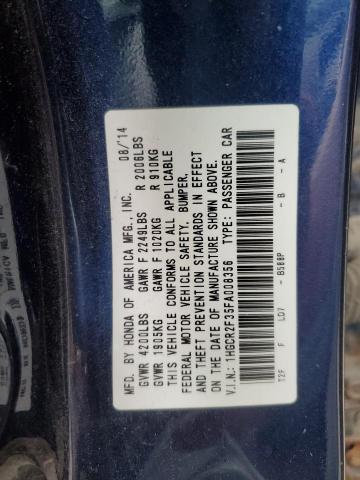 MFD. BY HONDA OF AMERICA MFG., INC. 08/14
GVWR 4200LBS GAWR F 2249LBS R 2006LBS
GVWR 1905KG GAWR F 1020KG R 910KG
THIS VEHICLE CONFORMS TO ALL APPLICABLE
FEDERAL MOTOR VEHICLE SAFETY, BUMPER,
AND THEFT PREVENTION STANDARDS IN EFFECT
ON THE DATE OF MANUFACTURE SHOWN ABOVE.
V.I.N.: 1HGCR2F35FA008356 TYPE: PASSENGER CAR
T2F F LD7 - B588P - B - A